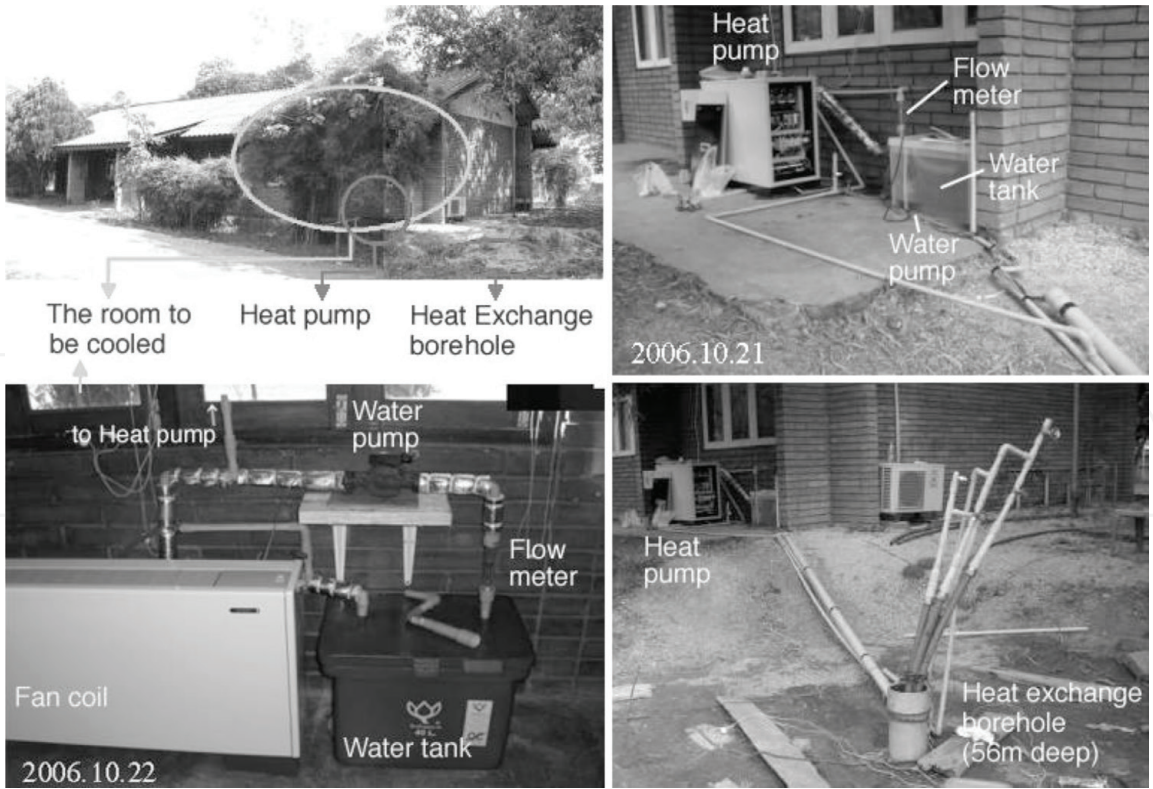 The room to
be cooled
Heat pump
Heat Exchange
borehole
Heat
pump
Flow
meter
Water
tank
Water
pump
2006.10.21
to Heat pump
Water
pump
Flow
meter
Fan coil
40 L.
Water tank
2006.10.22
Heat
pump
Heat exchange
borehole
(56m deep)